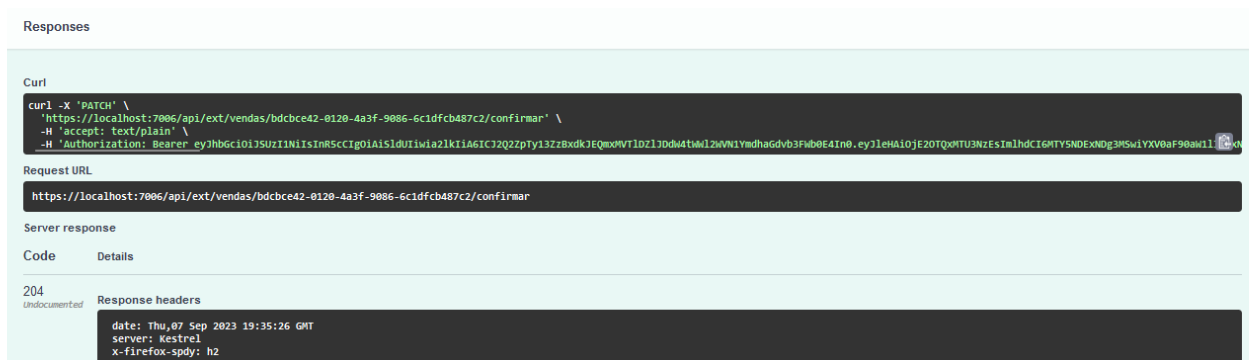 Responses
Curl
curl -X 'PATCH' \
'https://localhost:7006/api/ext/vendas/bdcbce42-0120-4a3f-9086-6c1dfcb487c2/confirmar' \
-H 'accept: text/plain' \
-H 'Authorization: Bearer
Request URL
https://localhost:7006/api/ext/vendas/bdcbce42-0120-4a3f-9086-6c1dfcb487c2/confirmar
Server response
Code Details
204
Undocumented
Response headers
date: Thu,07 Sep 2023 19:35:26 GMT
server: Kestrel
x-firefox-spdy: h2